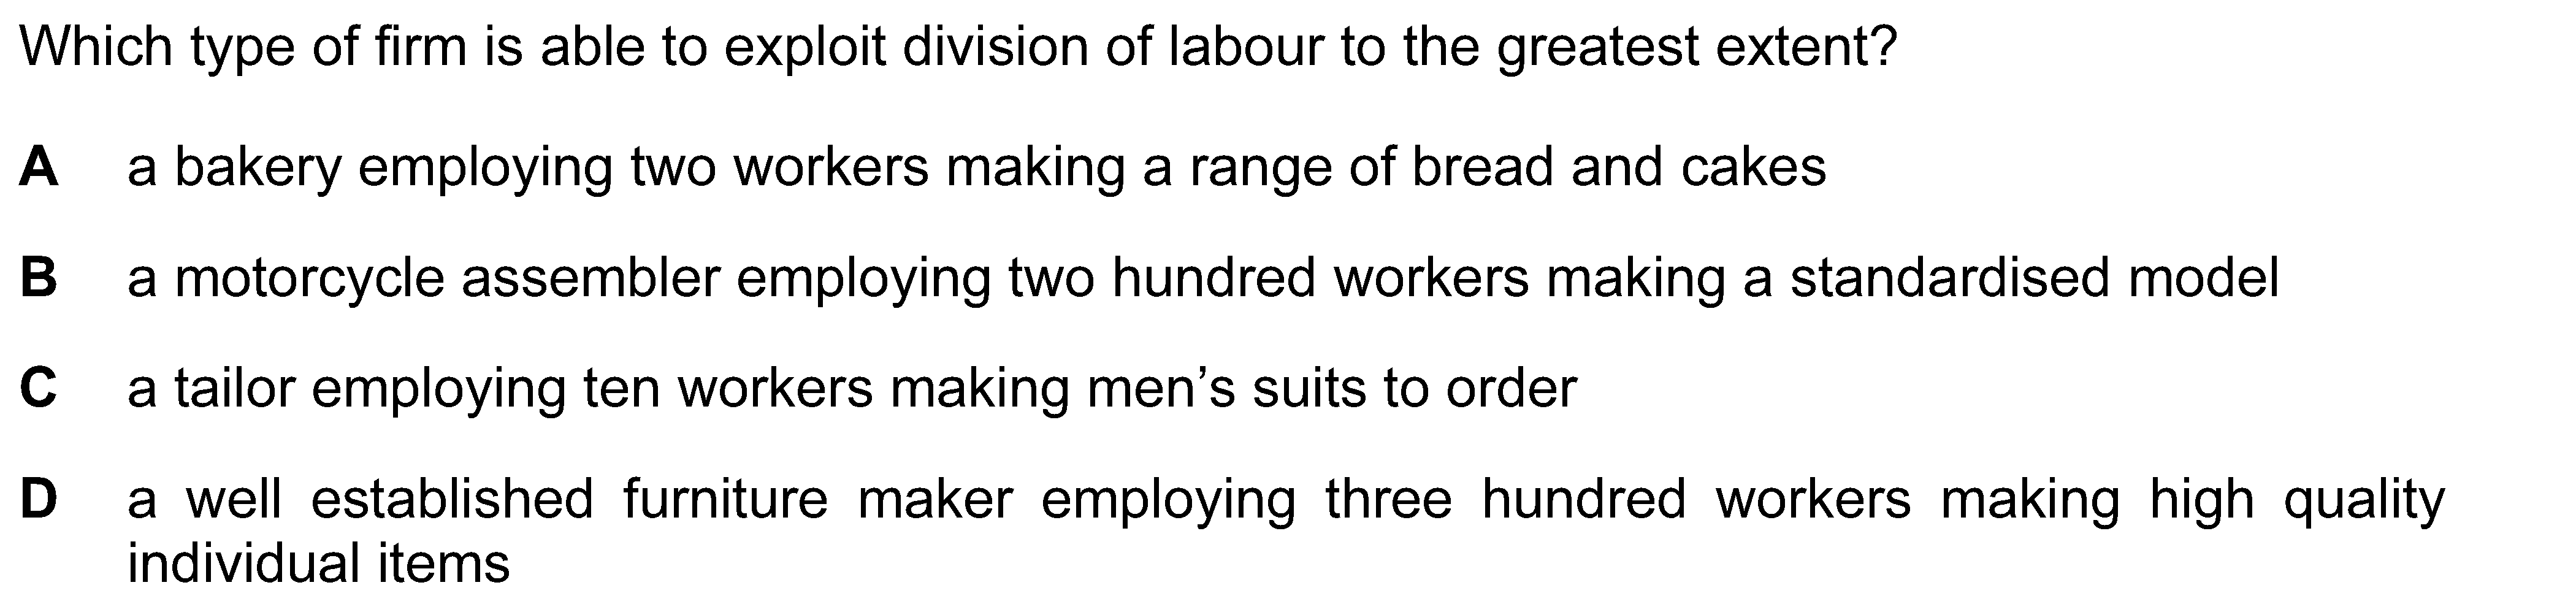 Which type of firm is able to exploit division of labour to the greatest extent?
A a bakery employing two workers making a range of bread and cakes
B a motorcycle assembler employing two hundred workers making a standardised model
C a tailor employing ten workers making men’s suits to order
D a well established furniture maker employing three hundred workers making high quality
individual items